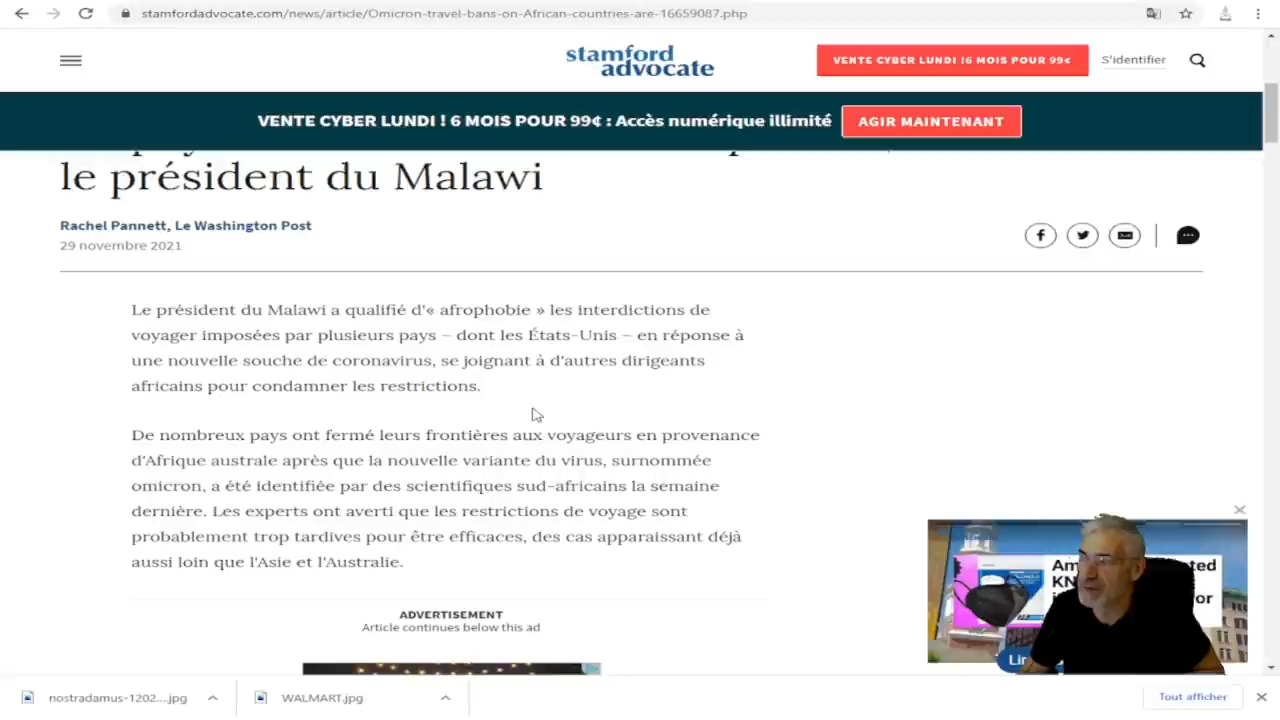 stamfordadvocate.com/news/article/Omicron-travel-bans-on-African-countries-are-16659087.php
stamford
advocate
VENTE CYBER LUNDI !6 MOIS POUR 99¢
S'identifier
VENTE CYBER LUNDI ! 6 MOIS POUR 99¢ : Accès numérique illimité
AGIR MAINTENANT
le président du Malawi
Rachel Pannett, Le Washington Post
29 novembre 2021
Le président du Malawi a qualifié d'« afrophobie » les interdictions de
voyager imposées par plusieurs pays – dont les États-Unis – en réponse à
une nouvelle souche de coronavirus, se joignant à d'autres dirigeants
africains pour condamner les restrictions.
De nombreux pays ont fermé leurs frontières aux voyageurs en provenance
d'Afrique australe après que la nouvelle variante du virus, surnommée
omicron, a été identifiée par des scientifiques sud-africains la semaine
dernière. Les experts ont averti que les restrictions de voyage sont
probablement trop tardives pour être efficaces, des cas apparaissant déjà
aussi loin que l'Asie et l'Australie.
ADVERTISEMENT
Article continues below this ad
nostradamus-1202....jpg
WALMART.jpg
Tout afficher